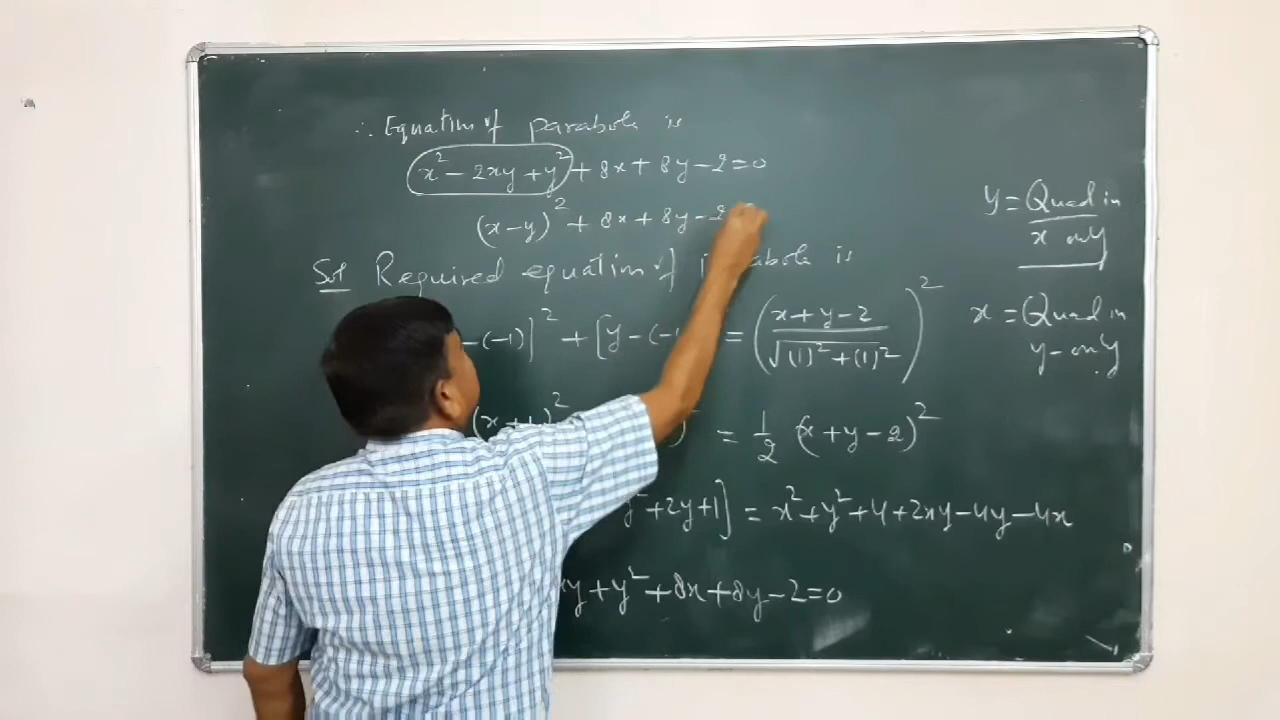 ∴ Equation of parabola is
x² - 2xy + y² + 8x + 8y - 2 = 0
(x-y)² + 8x + 8y - 2
Sol Required equation of parabola is
-(-1)]² + [y-(-1 = (x+y-2 / √(1)²+(1)²)²
(x+1)² )² = 1/2 (x+y-2)²
y²+2y+1] = x²+y²+4+2xy-4y-4x
xy+y²+8x+8y-2=0
y = Quad in
x only
x = Quad in
y-only